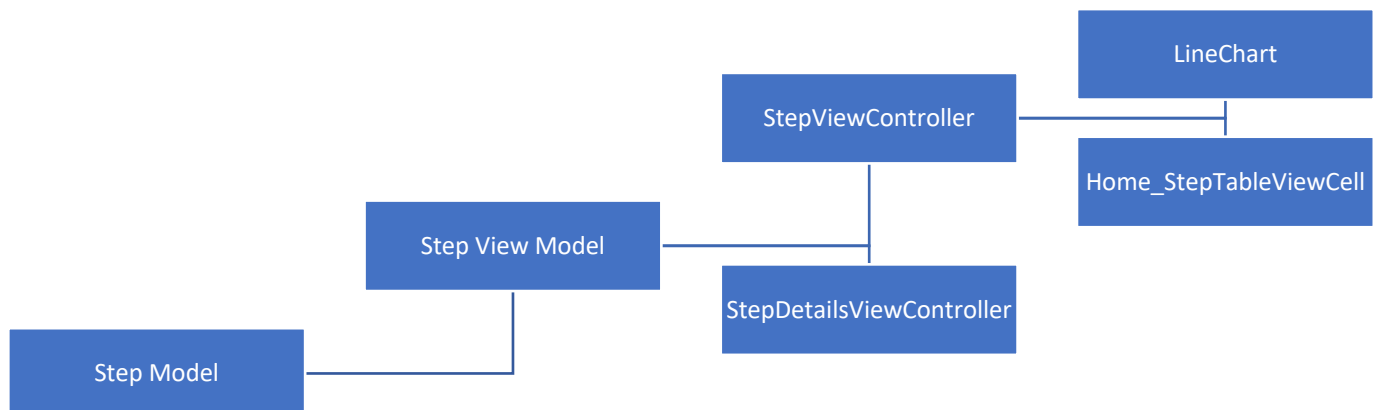 LineChart
StepViewController
Home_StepTableViewCell
Step View Model
StepDetailsViewController
Step Model